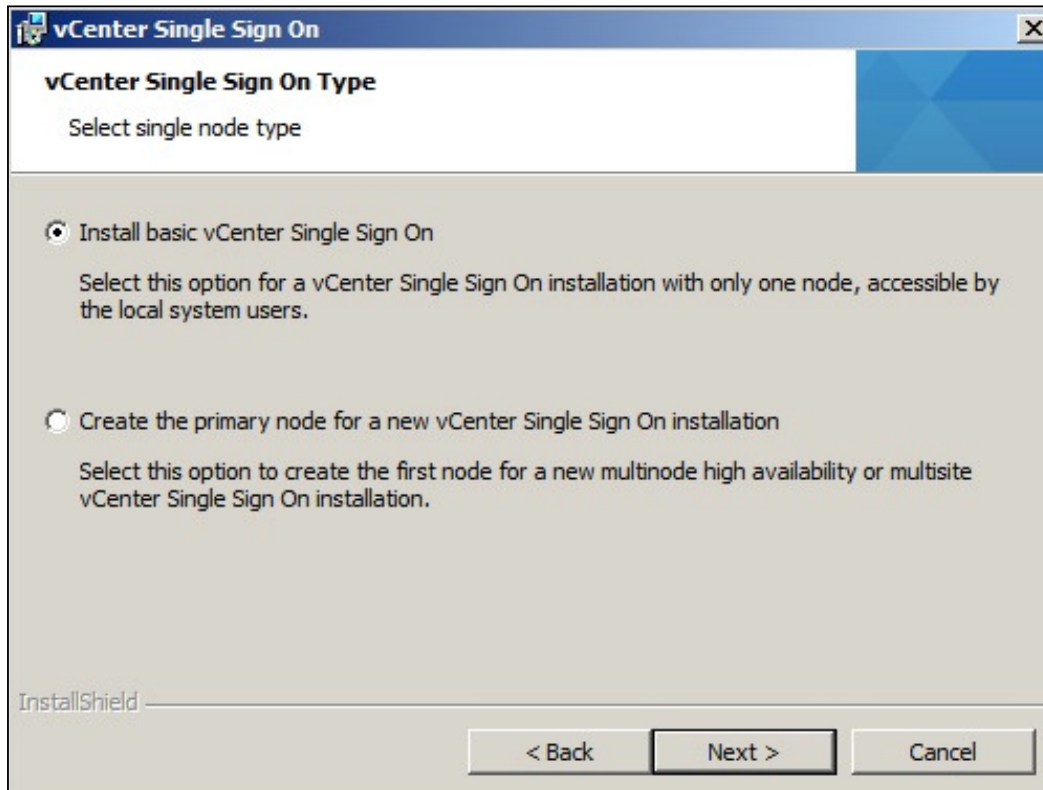 vCenter Single Sign On
vCenter Single Sign On Type
Select single node type
Install basic vCenter Single Sign On
Select this option for a vCenter Single Sign On installation with only one node, accessible by
the local system users.
Create the primary node for a new vCenter Single Sign On installation
Select this option to create the first node for a new multinode high availability or multisite
vCenter Single Sign On installation.
InstallShield
< Back
Next >
Cancel